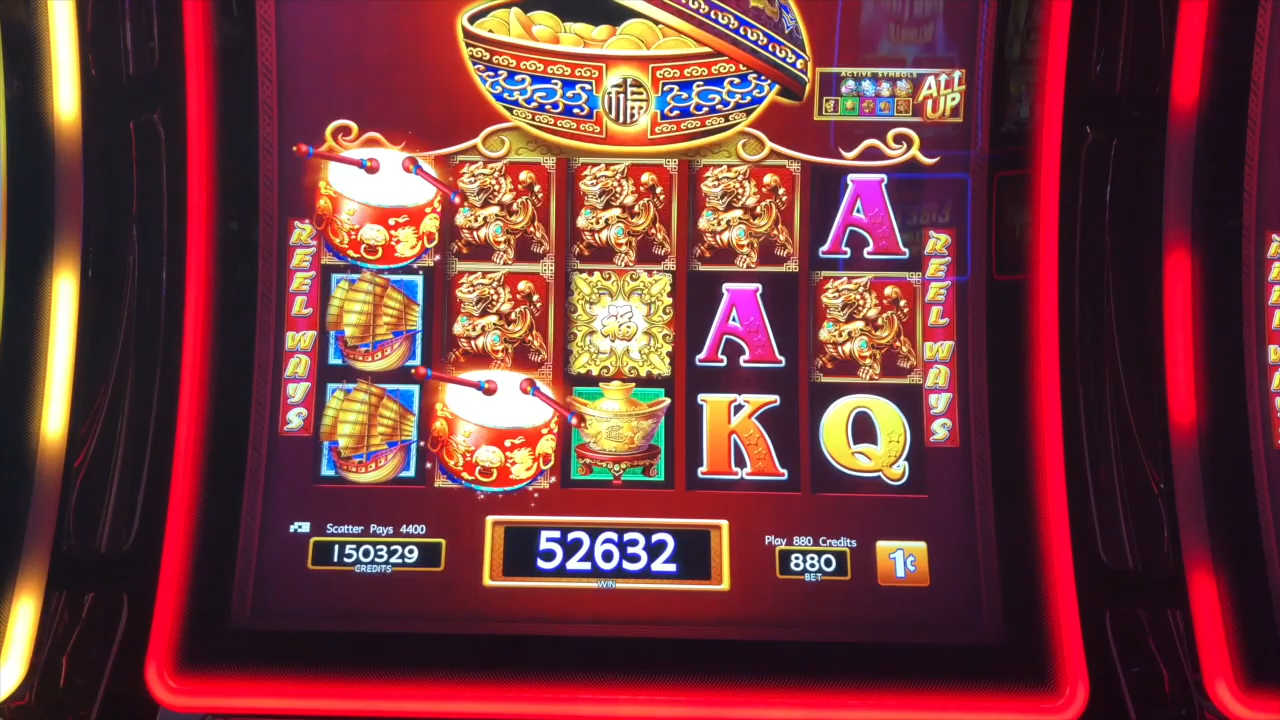 福
ACTIVE SYMBOLS
ALL UP
A
REEL WAYS
福
A
REEL WAYS
K
Q
Scatter Pays 4400
150329
CREDITS
52632
WIN
Play 880 Credits
880
BET
1¢